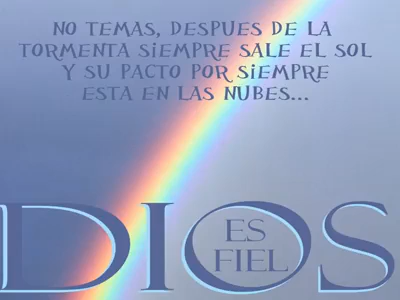 NO TEMAS, DESPUES DE LA
TORMENTA SiEMPRE SALE EL SOL
Y SU PACTO POR SiEMPRE
ESTA EN LAS NUBES...
DIOS
ES
FIEL